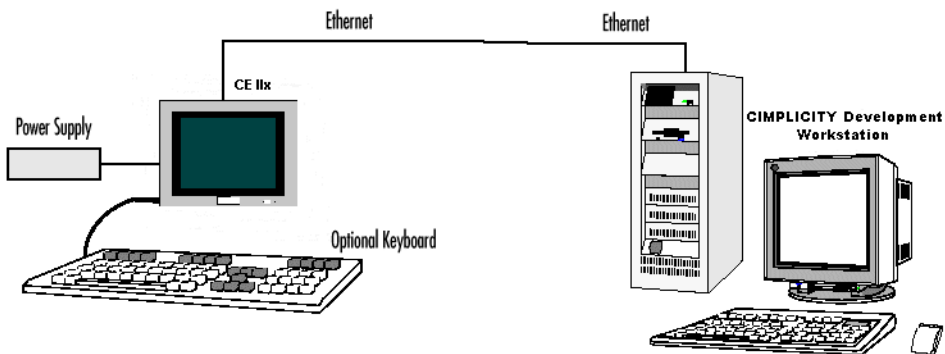 Ethernet
Ethernet
CE IIx
Power Supply
CIMPLICITY Development
Workstation
Optional Keyboard